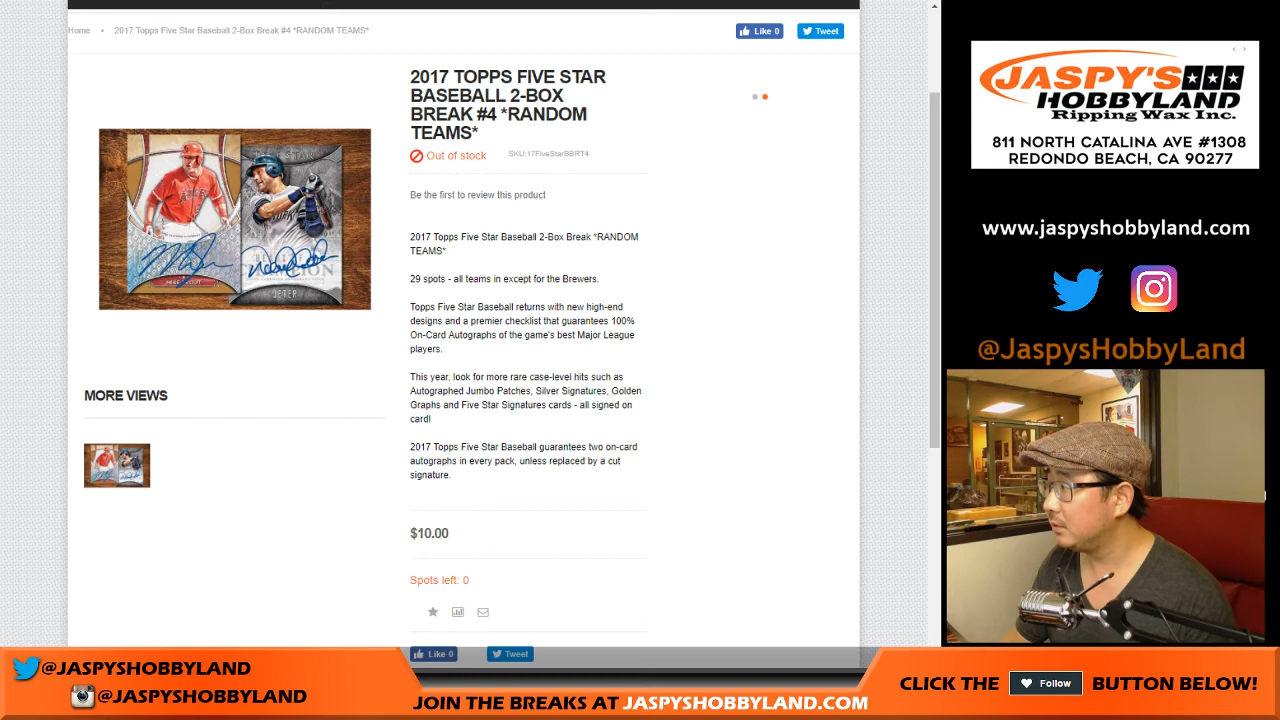 Home • 2017 Topps Five Star Baseball 2-Box Break #4 *RANDOM TEAMS*
Like 0
Tweet
2017 TOPPS FIVE STAR
BASEBALL 2-BOX
BREAK #4 *RANDOM
TEAMS*
Out of stock
SKU:17FiveStarBBRT4
Be the first to review this product
2017 Topps Five Star Baseball 2-Box Break *RANDOM
TEAMS*
29 spots - all teams in except for the Brewers.
Topps Five Star Baseball returns with new high-end
designs and a premier checklist that guarantees 100%
On-Card Autographs of the game's best Major League
players.
This year, look for more rare case-level hits such as
Autographed Jumbo Patches, Silver Signatures, Golden
Graphs and Five Star Signatures cards - all signed on
card!
2017 Topps Five Star Baseball guarantees two on-card
autographs in every pack, unless replaced by a cut
signature.
$10.00
Spots left: 0
Like 0
Tweet
MORE VIEWS
MIKE TROUT
JETER
JASPY'S
HOBBYLAND
Ripping Wax Inc.
811 NORTH CATALINA AVE #1308
REDONDO BEACH, CA 90277
www.jaspyshobbyland.com
@JaspysHobbyLand
@JASPYSHOBBYLAND
@JASPYSHOBBYLAND
JOIN THE BREAKS AT JASPYSHOBBYLAND.COM
CLICK THE Follow BUTTON BELOW!